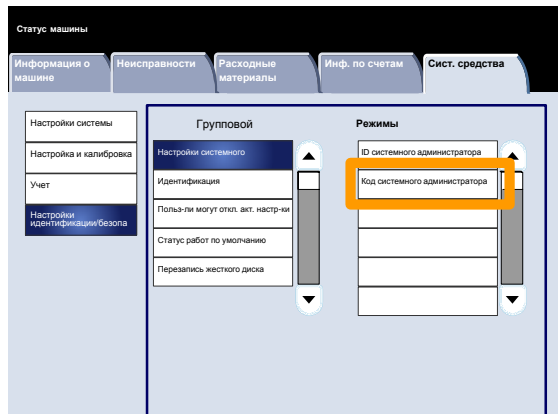 Статус машины
Информация о
машине
Неисправности
Расходные
материалы
Инф. по счетам
Сист. средства
Настройки системы
Настройка и калибровка
Учет
Настройки
идентификации/безопа
Групповой
Настройки системного
Идентификация
Польз-ли могут откл. акт. настр-ки
Статус работ по умолчанию
Перезапись жесткого диска
Режимы
ID системного администратора
Код системного администратора